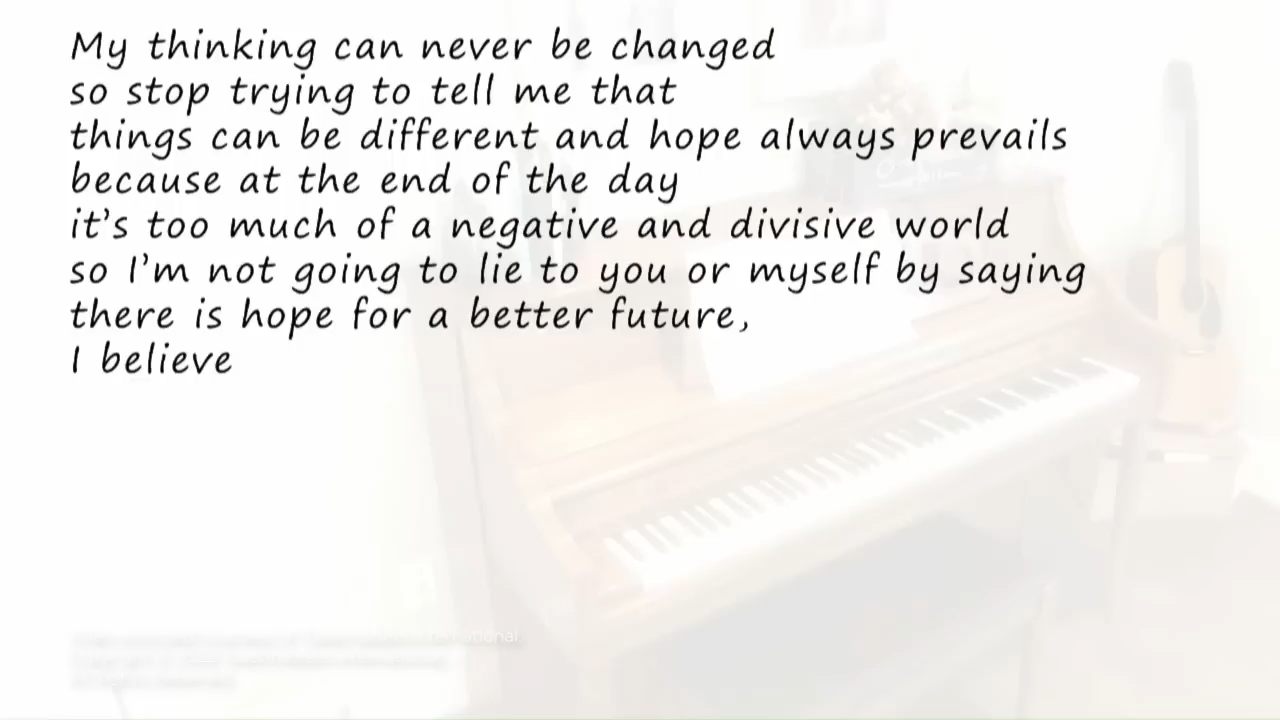 My thinking can never be changed
so stop trying to tell me that
things can be different and hope always prevails
because at the end of the day
it’s too much of a negative and divisive world
so I’m not going to lie to you or myself by saying
there is hope for a better future,
I believe